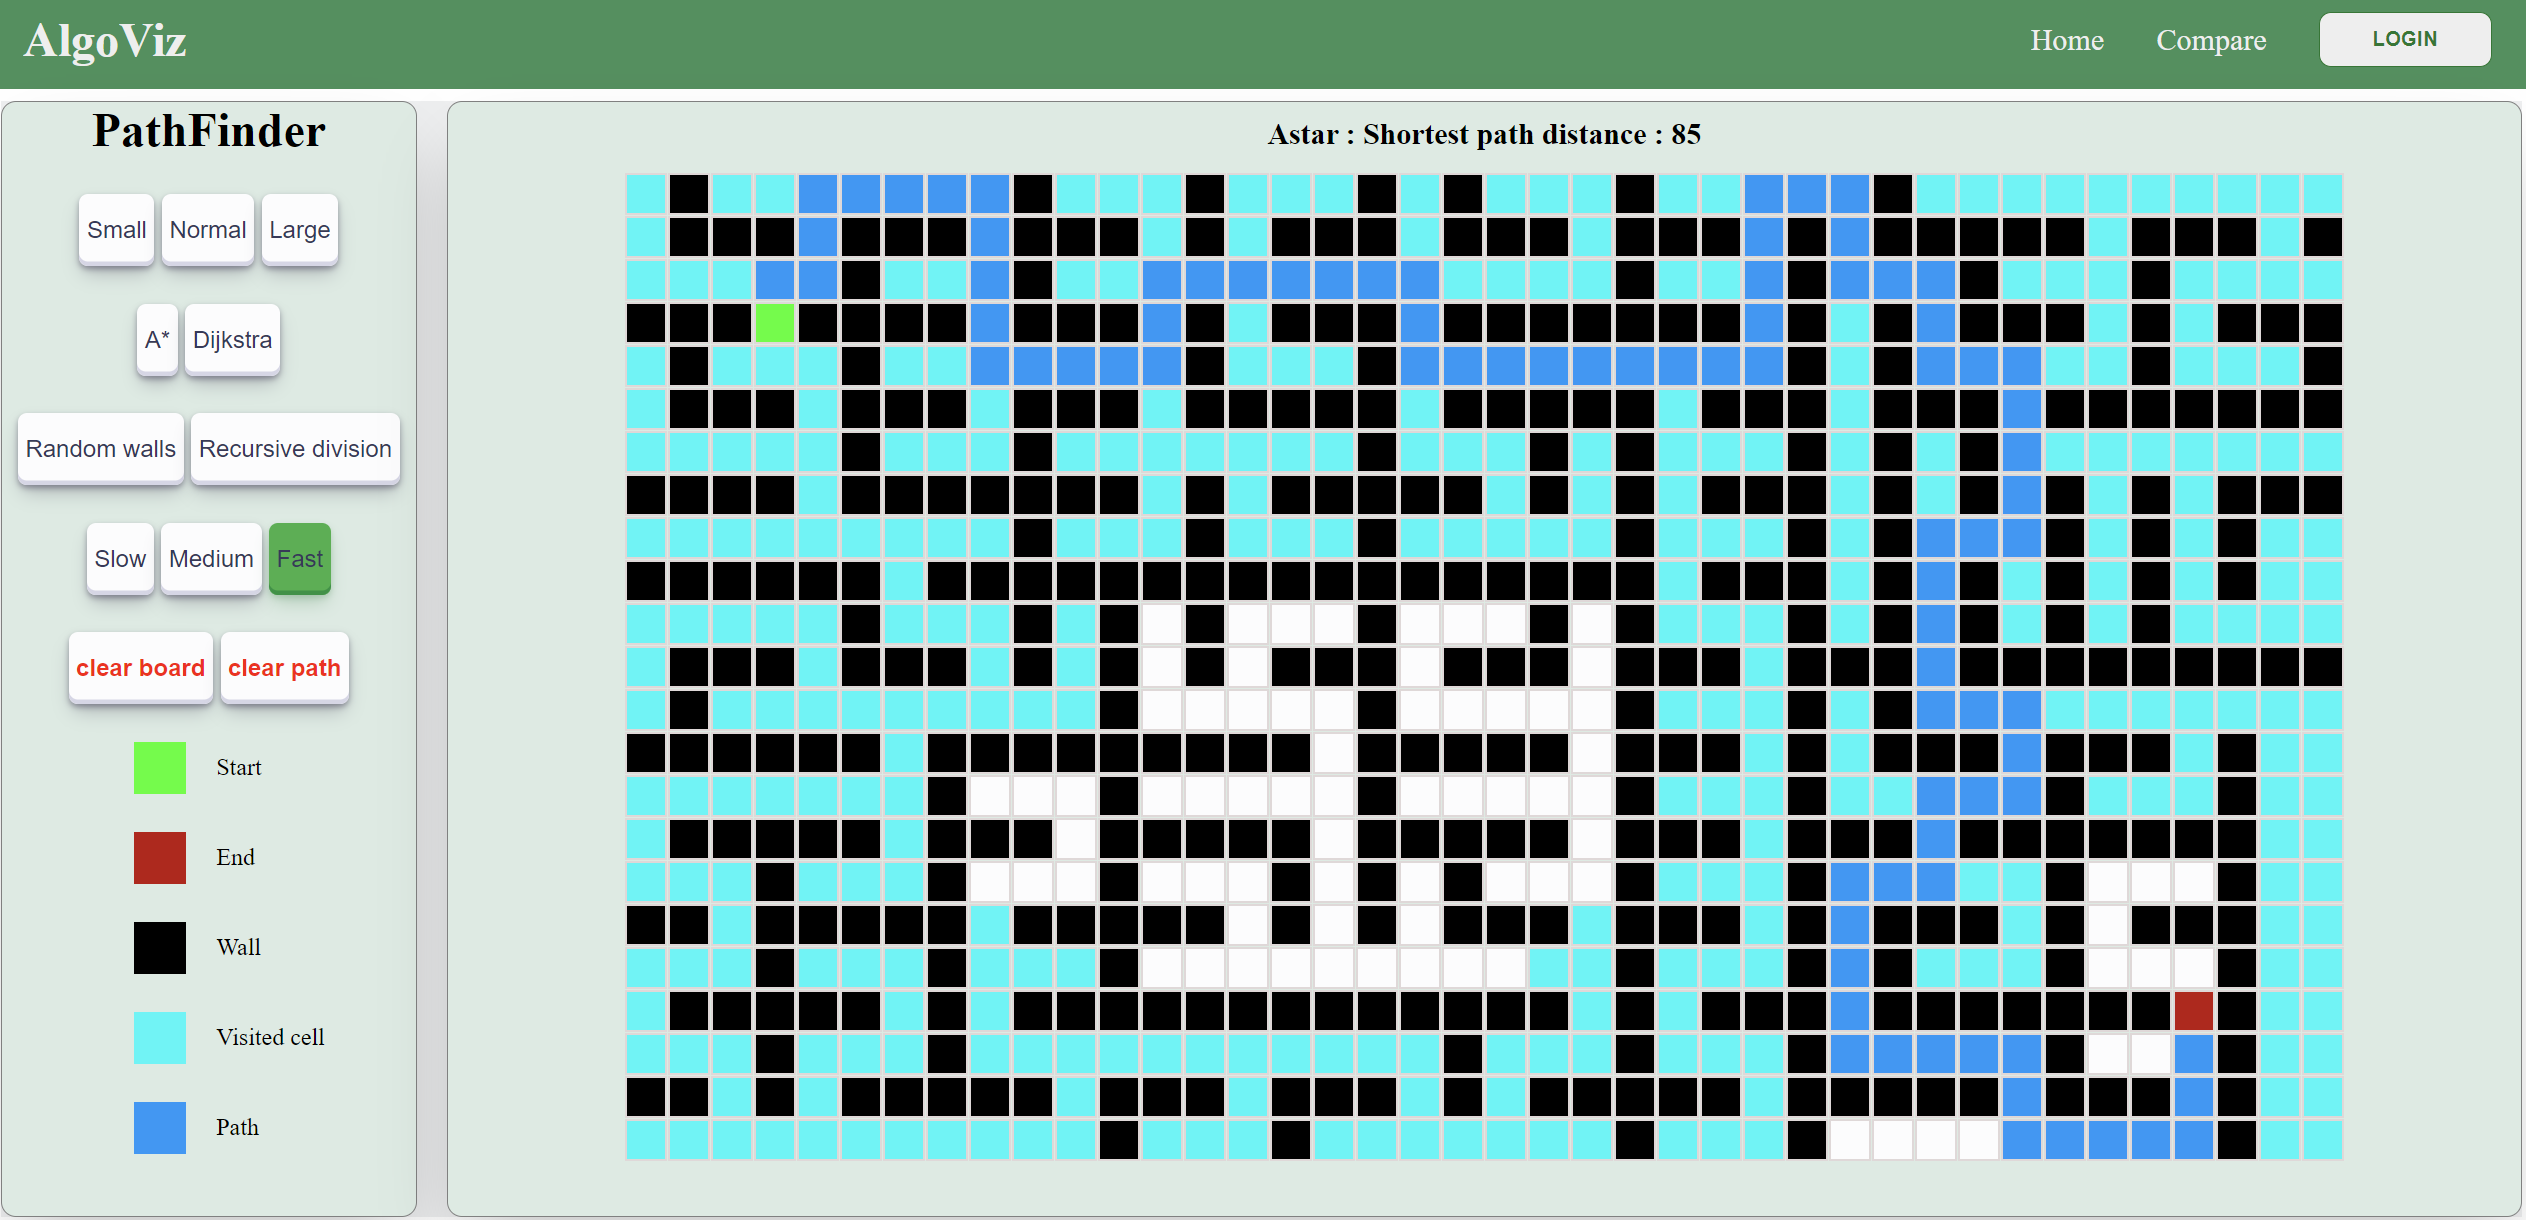 AlgoViz
Home Compare LOGIN
PathFinder
Small Normal Large
A* Dijkstra
Random walls Recursive division
Slow Medium Fast
clear board clear path
Start
End
Wall
Visited cell
Path
Astar : Shortest path distance : 85